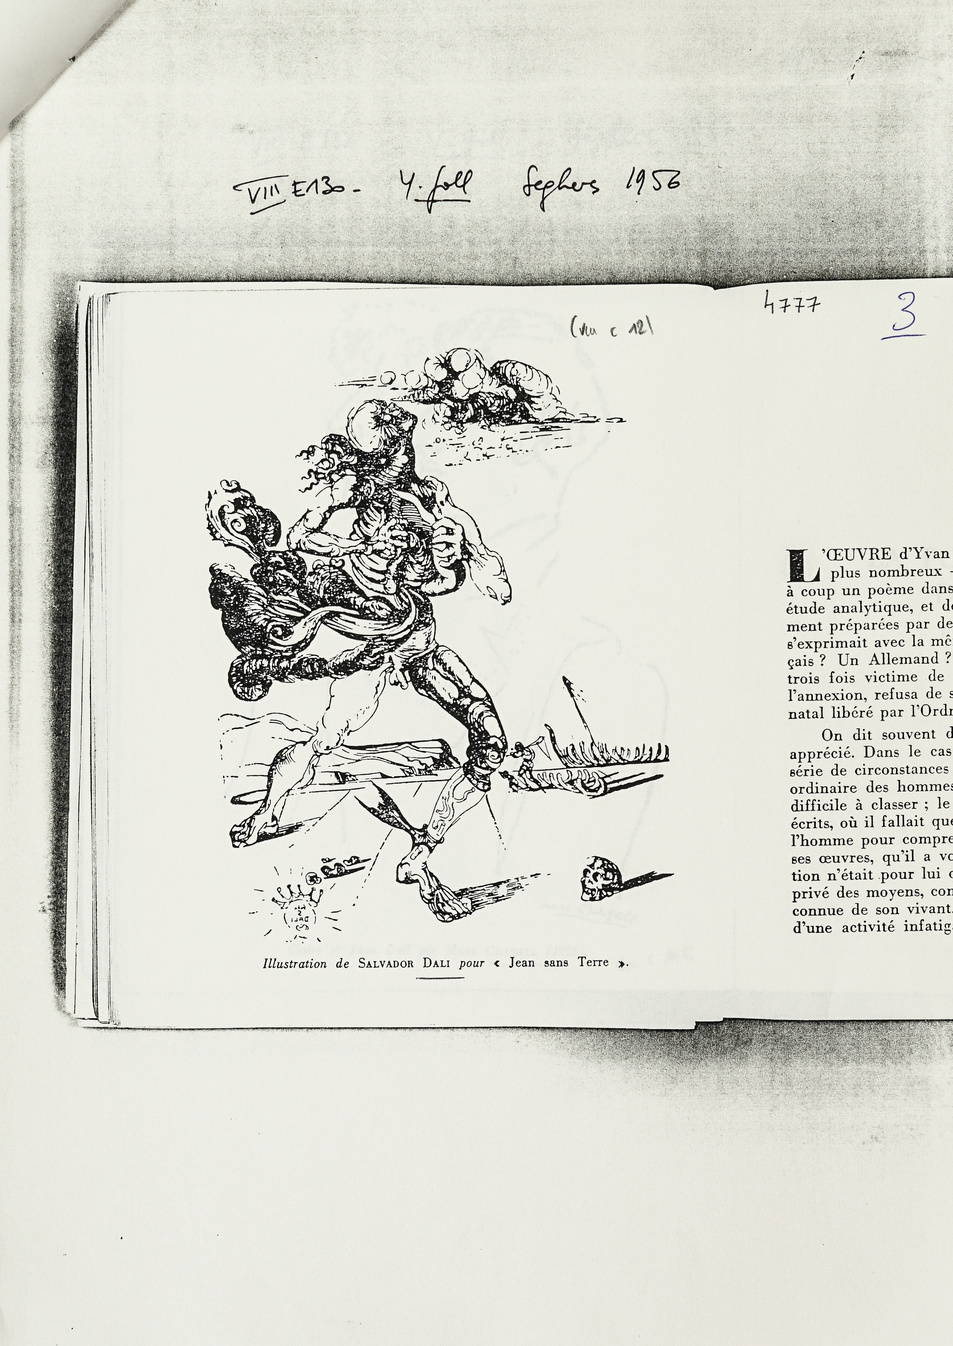 VIII E130 - Y. Goll Seghers 1956
4777 3
Illustration de SALVADOR DALI pour « Jean sans Terre ».
L'ŒUVRE d'Yvan
plus nombreux -
à coup un poème dans
étude analytique, et d
ment préparées par de
s'exprimait avec la mê
çais ? Un Allemand ?
trois fois victime de
l'annexion, refusa de s
natal libéré par l'Ordr
On dit souvent d
apprécié. Dans le cas
série de circonstances
ordinaire des hommes
difficile à classer ; le
écrits, où il fallait que
l'homme pour compre
ses œuvres, qu'il a vo
tion n'était pour lui
privé des moyens, con
connue de son vivant.
d'une activité infatig